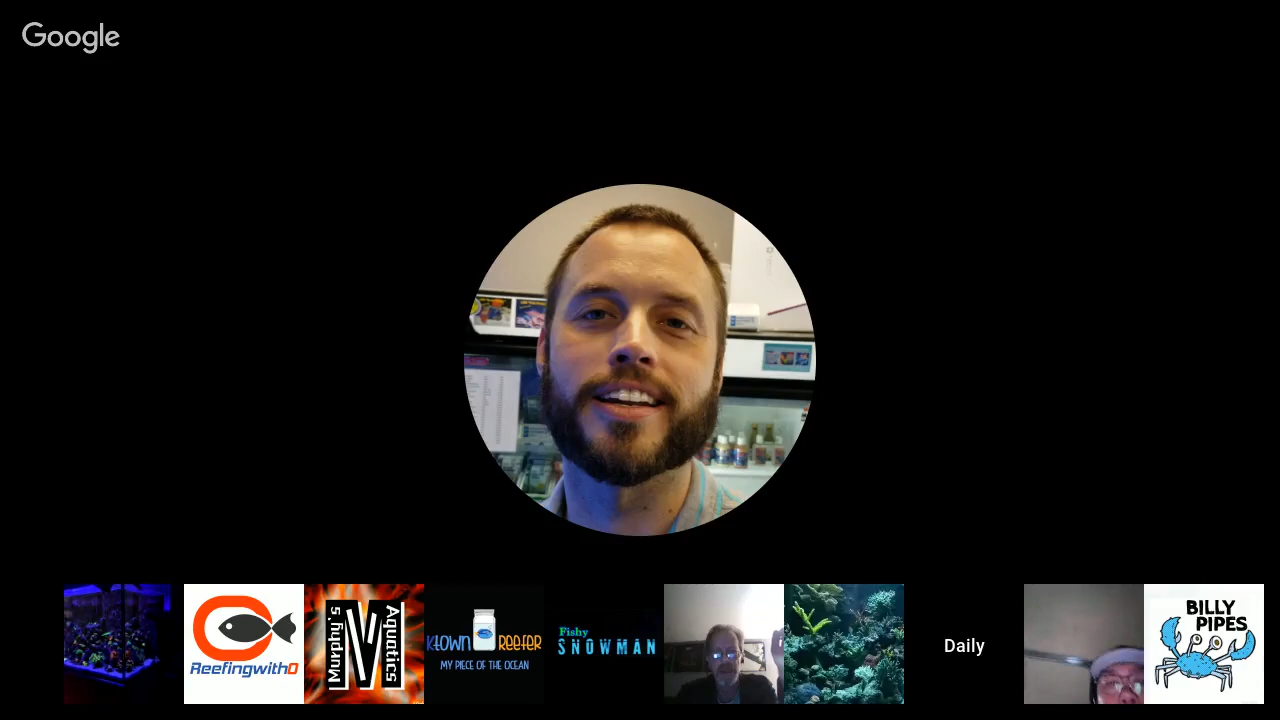 Google
ReefingwithO
Murphy's
Aquatics
KTOWN REEFER
MY PIECE OF THE OCEAN
Fishy
SNOWMAN
Daily
BILLY
PIPES